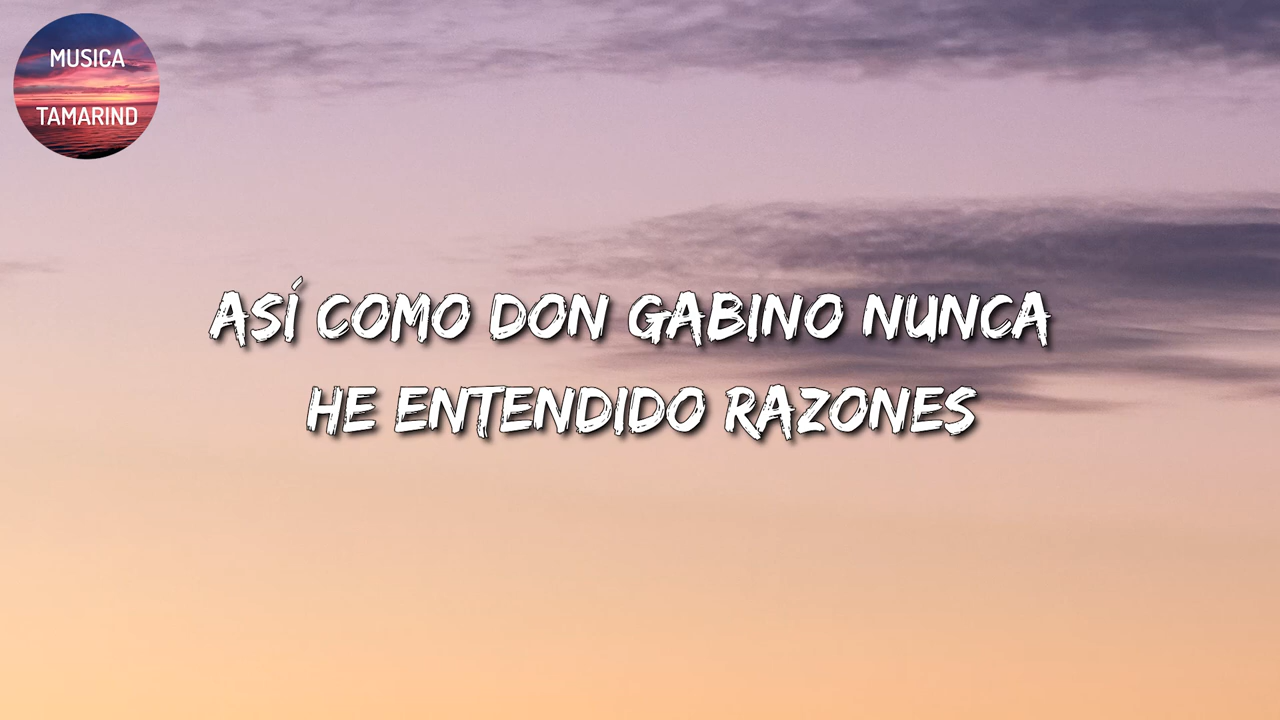 MUSICA
TAMARIND
ASÍ COMO DON GABINO NUNCA
HE ENTENDIDO RAZONES